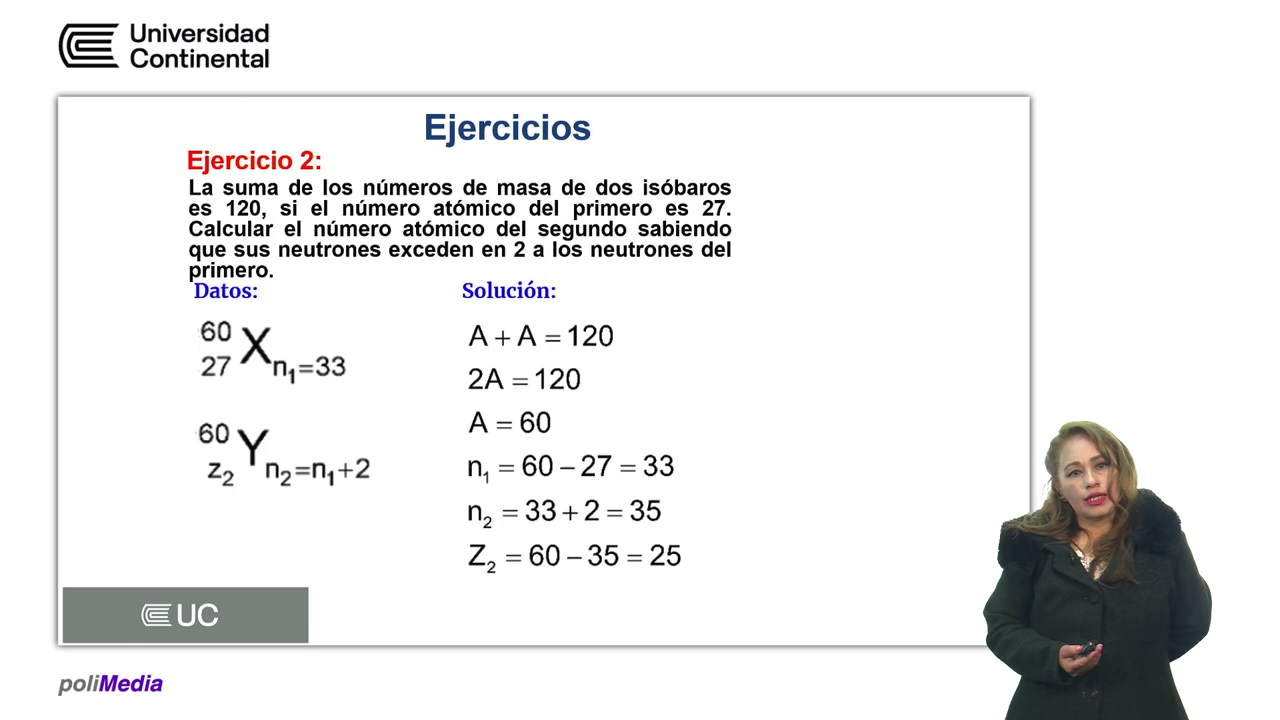 Universidad
Continental
Ejercicios
Ejercicio 2:
La suma de los números de masa de dos isóbaros
es 120, si el número atómico del primero es 27.
Calcular el número atómico del segundo sabiendo
que sus neutrones exceden en 2 a los neutrones del
primero.
Datos:
Solución:
60
27 X n₁=33
60
z₂ Y n₂=n₁+2
A + A = 120
2A = 120
A = 60
n₁ = 60 – 27 = 33
n₂ = 33 + 2 = 35
Z₂ = 60 – 35 = 25
UC
poliMedia